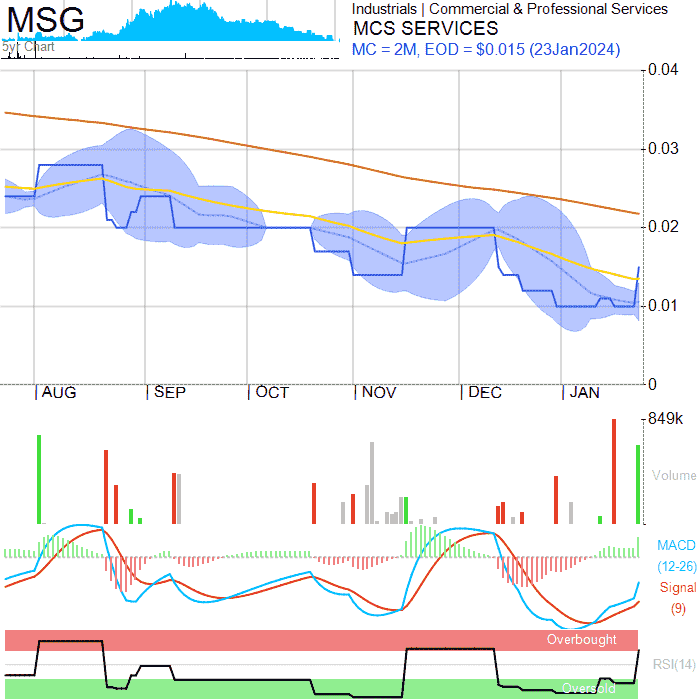 MSG
5yr. Chart
Industrials | Commercial & Professional Services
MCS SERVICES
MC = 2M, EOD = $0.015 (23Jan2024)
0.04
0.03
0.02
0.01
0
| AUG | SEP | OCT | NOV | DEC | JAN
849k
Volume
MACD
(12-26)
Signal
(9)
Overbought
RSI(14)
Oversold